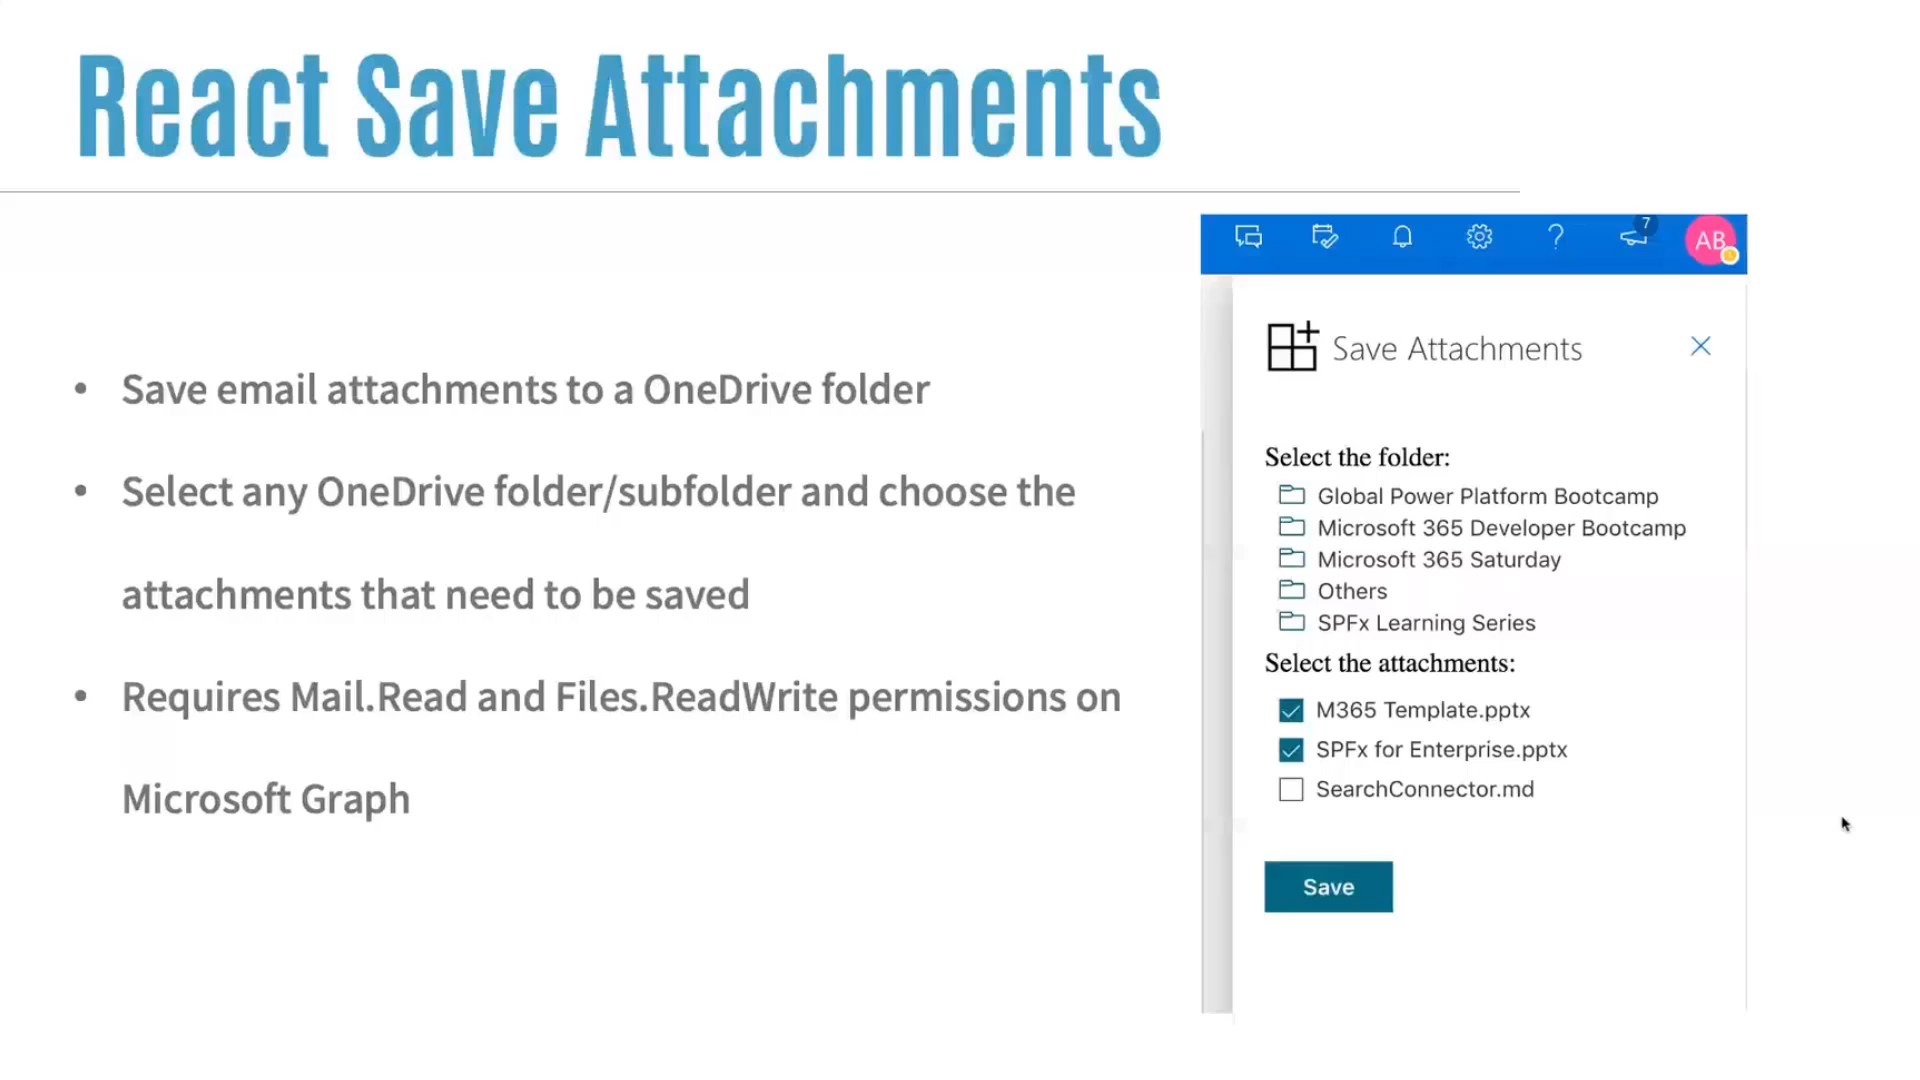 React Save Attachments
• Save email attachments to a OneDrive folder
• Select any OneDrive folder/subfolder and choose the
attachments that need to be saved
• Requires Mail.Read and Files.ReadWrite permissions on
Microsoft Graph
7
AB
Save Attachments
Select the folder:
Global Power Platform Bootcamp
Microsoft 365 Developer Bootcamp
Microsoft 365 Saturday
Others
SPFx Learning Series
Select the attachments:
M365 Template.pptx
SPFx for Enterprise.pptx
SearchConnector.md
Save